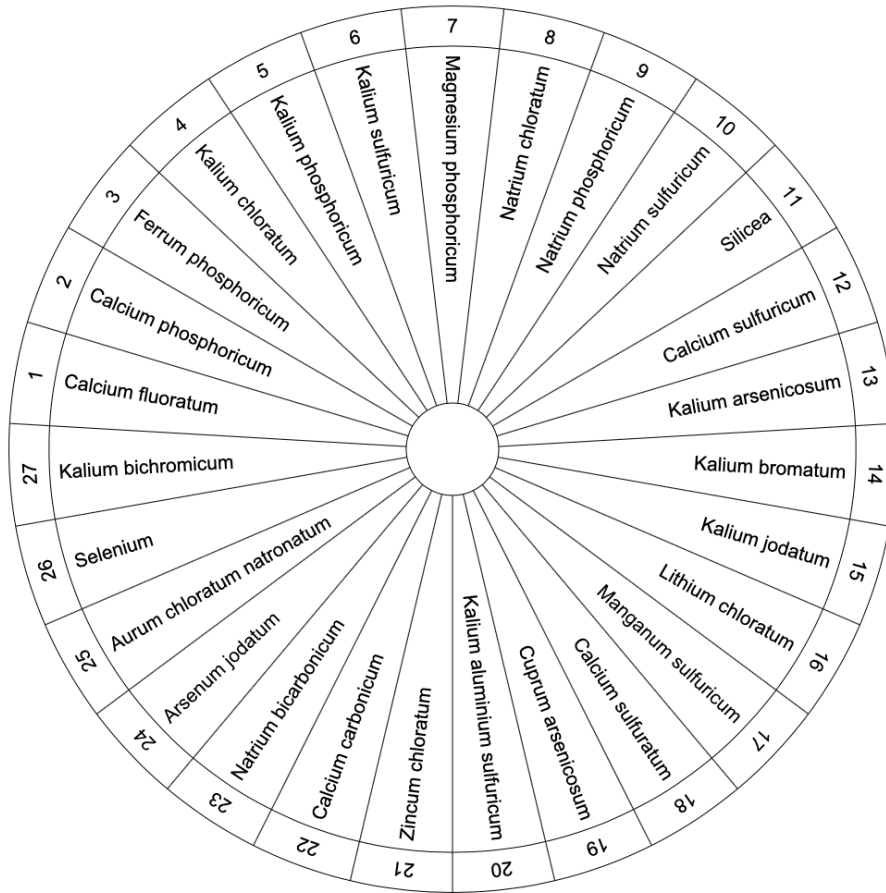 1
Calcium fluoratum
2
Calcium phosphoricum
3
Ferrum phosphoricum
4
Kalium chloratum
5
Kalium phosphoricum
6
Kalium sulfuricum
7
Magnesium phosphoricum
8
Natrium chloratum
9
Natrium phosphoricum
10
Natrium sulfuricum
11
Silicea
12
Calcium sulfuricum
13
Kalium arsenicosum
14
Kalium bromatum
15
Kalium jodatum
16
Lithium chloratum
17
Manganum sulfuricum
18
Calcium sulfuratum
19
Cuprum arsenicosum
20
Kalium aluminium sulfuricum
21
Zincum chloratum
22
Calcium carbonicum
23
Natrium bicarbonicum
24
Arsenum jodatum
25
Aurum chloratum natronatum
26
Selenium
27
Kalium bichromicum